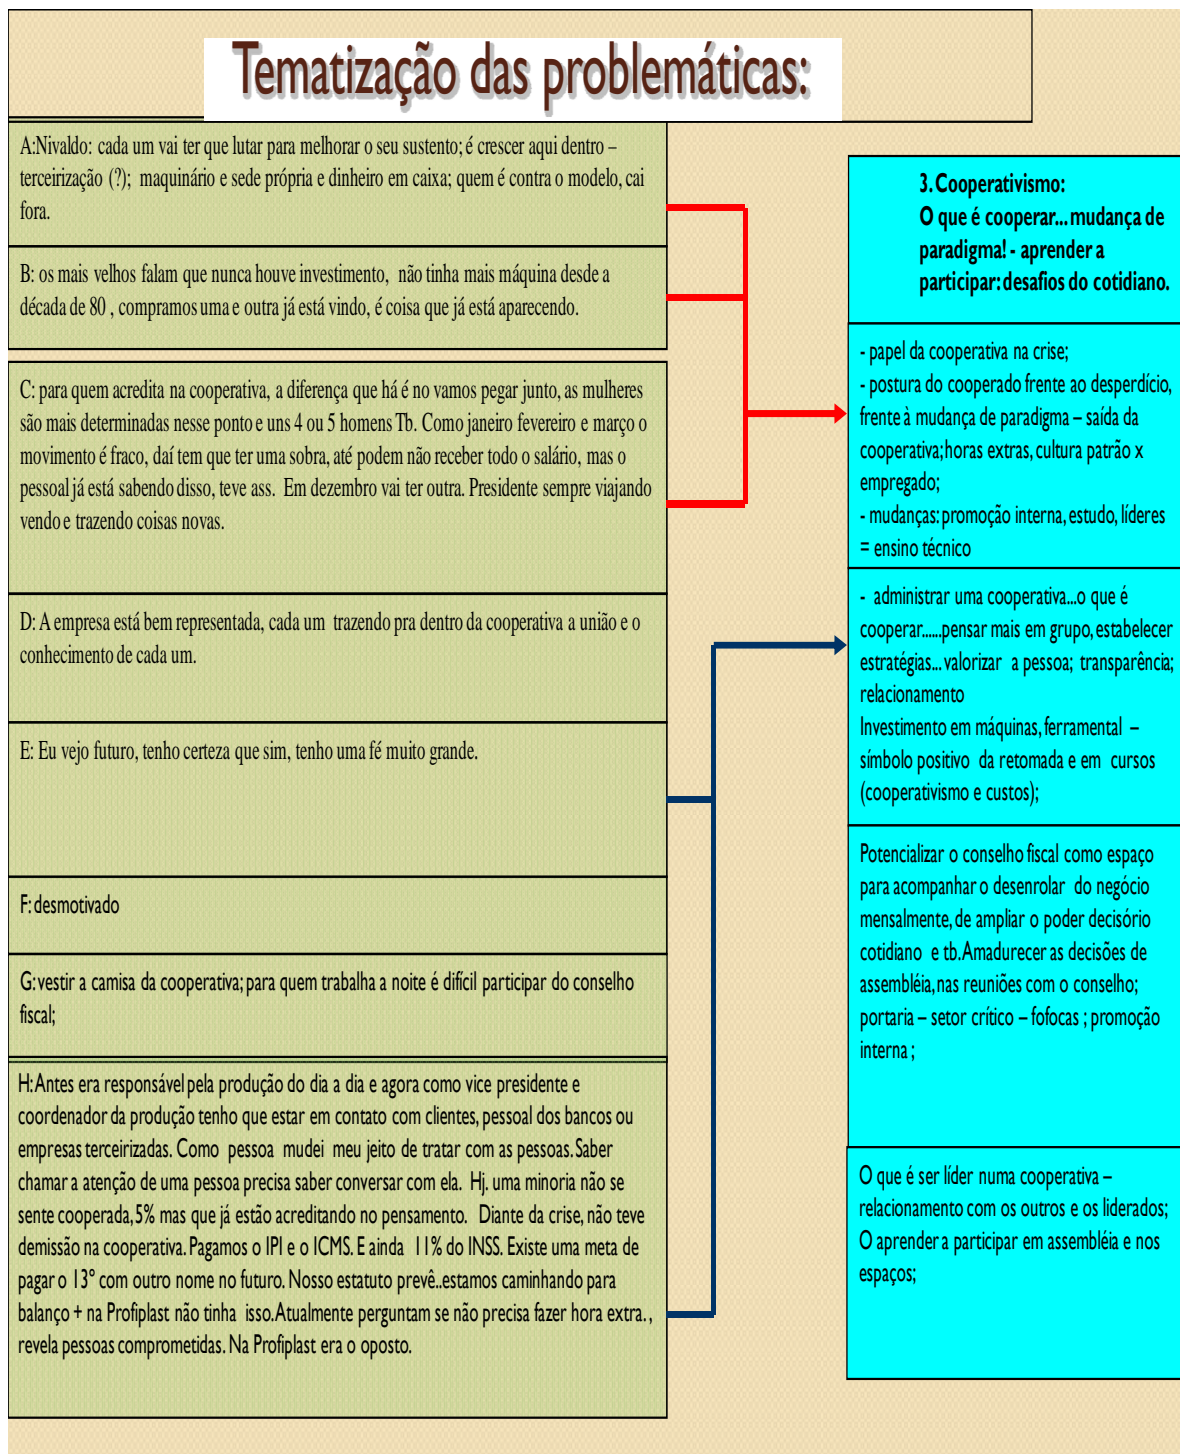 Tematização das problemáticas:
A:Nivaldo: cada um vai ter que lutar para melhorar o seu sustento; é crescer aqui dentro –
terceirização (?); maquinário e sede própria e dinheiro em caixa; quem é contra o modelo, cai
fora.
B: os mais velhos falam que nunca houve investimento, não tinha mais máquina desde a
década de 80 , compramos uma e outra já está vindo, é coisa que já está aparecendo.
C: para quem acredita na cooperativa, a diferença que há é no vamos pegar junto, as mulheres
são mais determinadas nesse ponto e uns 4 ou 5 homens Tb. Como janeiro fevereiro e março o
movimento é fraco, daí tem que ter uma sobra, até podem não receber todo o salário, mas o
pessoal já está sabendo disso, teve ass. Em dezembro vai ter outra. Presidente sempre viajando
vendo e trazendo coisas novas.
D: A empresa está bem representada, cada um trazendo pra dentro da cooperativa a união e o
conhecimento de cada um.
E: Eu vejo futuro, tenho certeza que sim, tenho uma fé muito grande.
F: desmotivado
G: vestir a camisa da cooperativa; para quem trabalha a noite é difícil participar do conselho
fiscal;
H: Antes era responsável pela produção do dia a dia e agora como vice presidente e
coordenador da produção tenho que estar em contato com clientes, pessoal dos bancos ou
empresas terceirizadas. Como pessoa mudei meu jeito de tratar com as pessoas. Saber
chamar a atenção de uma pessoa precisa saber conversar com ela. Hj. uma minoria não se
sente cooperada, 5% mas que já estão acreditando no pensamento. Diante da crise, não teve
demissão na cooperativa. Pagamos o IPI e o ICMS. E ainda 11% do INSS. Existe uma meta de
pagar o 13º com outro nome no futuro. Nosso estatuto prevê..estamos caminhando para
balanço + na Profiplast não tinha isso. Atualmente perguntam se não precisa fazer hora extra. ,
revela pessoas comprometidas. Na Profiplast era o oposto.
3. Cooperativismo:
O que é cooperar... mudança de
paradigma! - aprender a
participar: desafios do cotidiano.
- papel da cooperativa na crise;
- postura do cooperado frente ao desperdício,
frente à mudança de paradigma – saída da
cooperativa; horas extras, cultura patrão x
empregado;
- mudanças: promoção interna, estudo, líderes
= ensino técnico
- administrar uma cooperativa...o que é
cooperar......pensar mais em grupo, estabelecer
estratégias... valorizar a pessoa; transparência;
relacionamento
Investimento em máquinas, ferramental –
símbolo positivo da retomada e em cursos
(cooperativismo e custos);
Potencializar o conselho fiscal como espaço
para acompanhar o desenrolar do negócio
mensalmente, de ampliar o poder decisório
cotidiano e tb. Amadurecer as decisões de
assembléia, nas reuniões com o conselho;
portaria – setor crítico – fofocas ; promoção
interna ;
O que é ser líder numa cooperativa –
relacionamento com os outros e os liderados;
O aprender a participar em assembléia e nos
espaços;